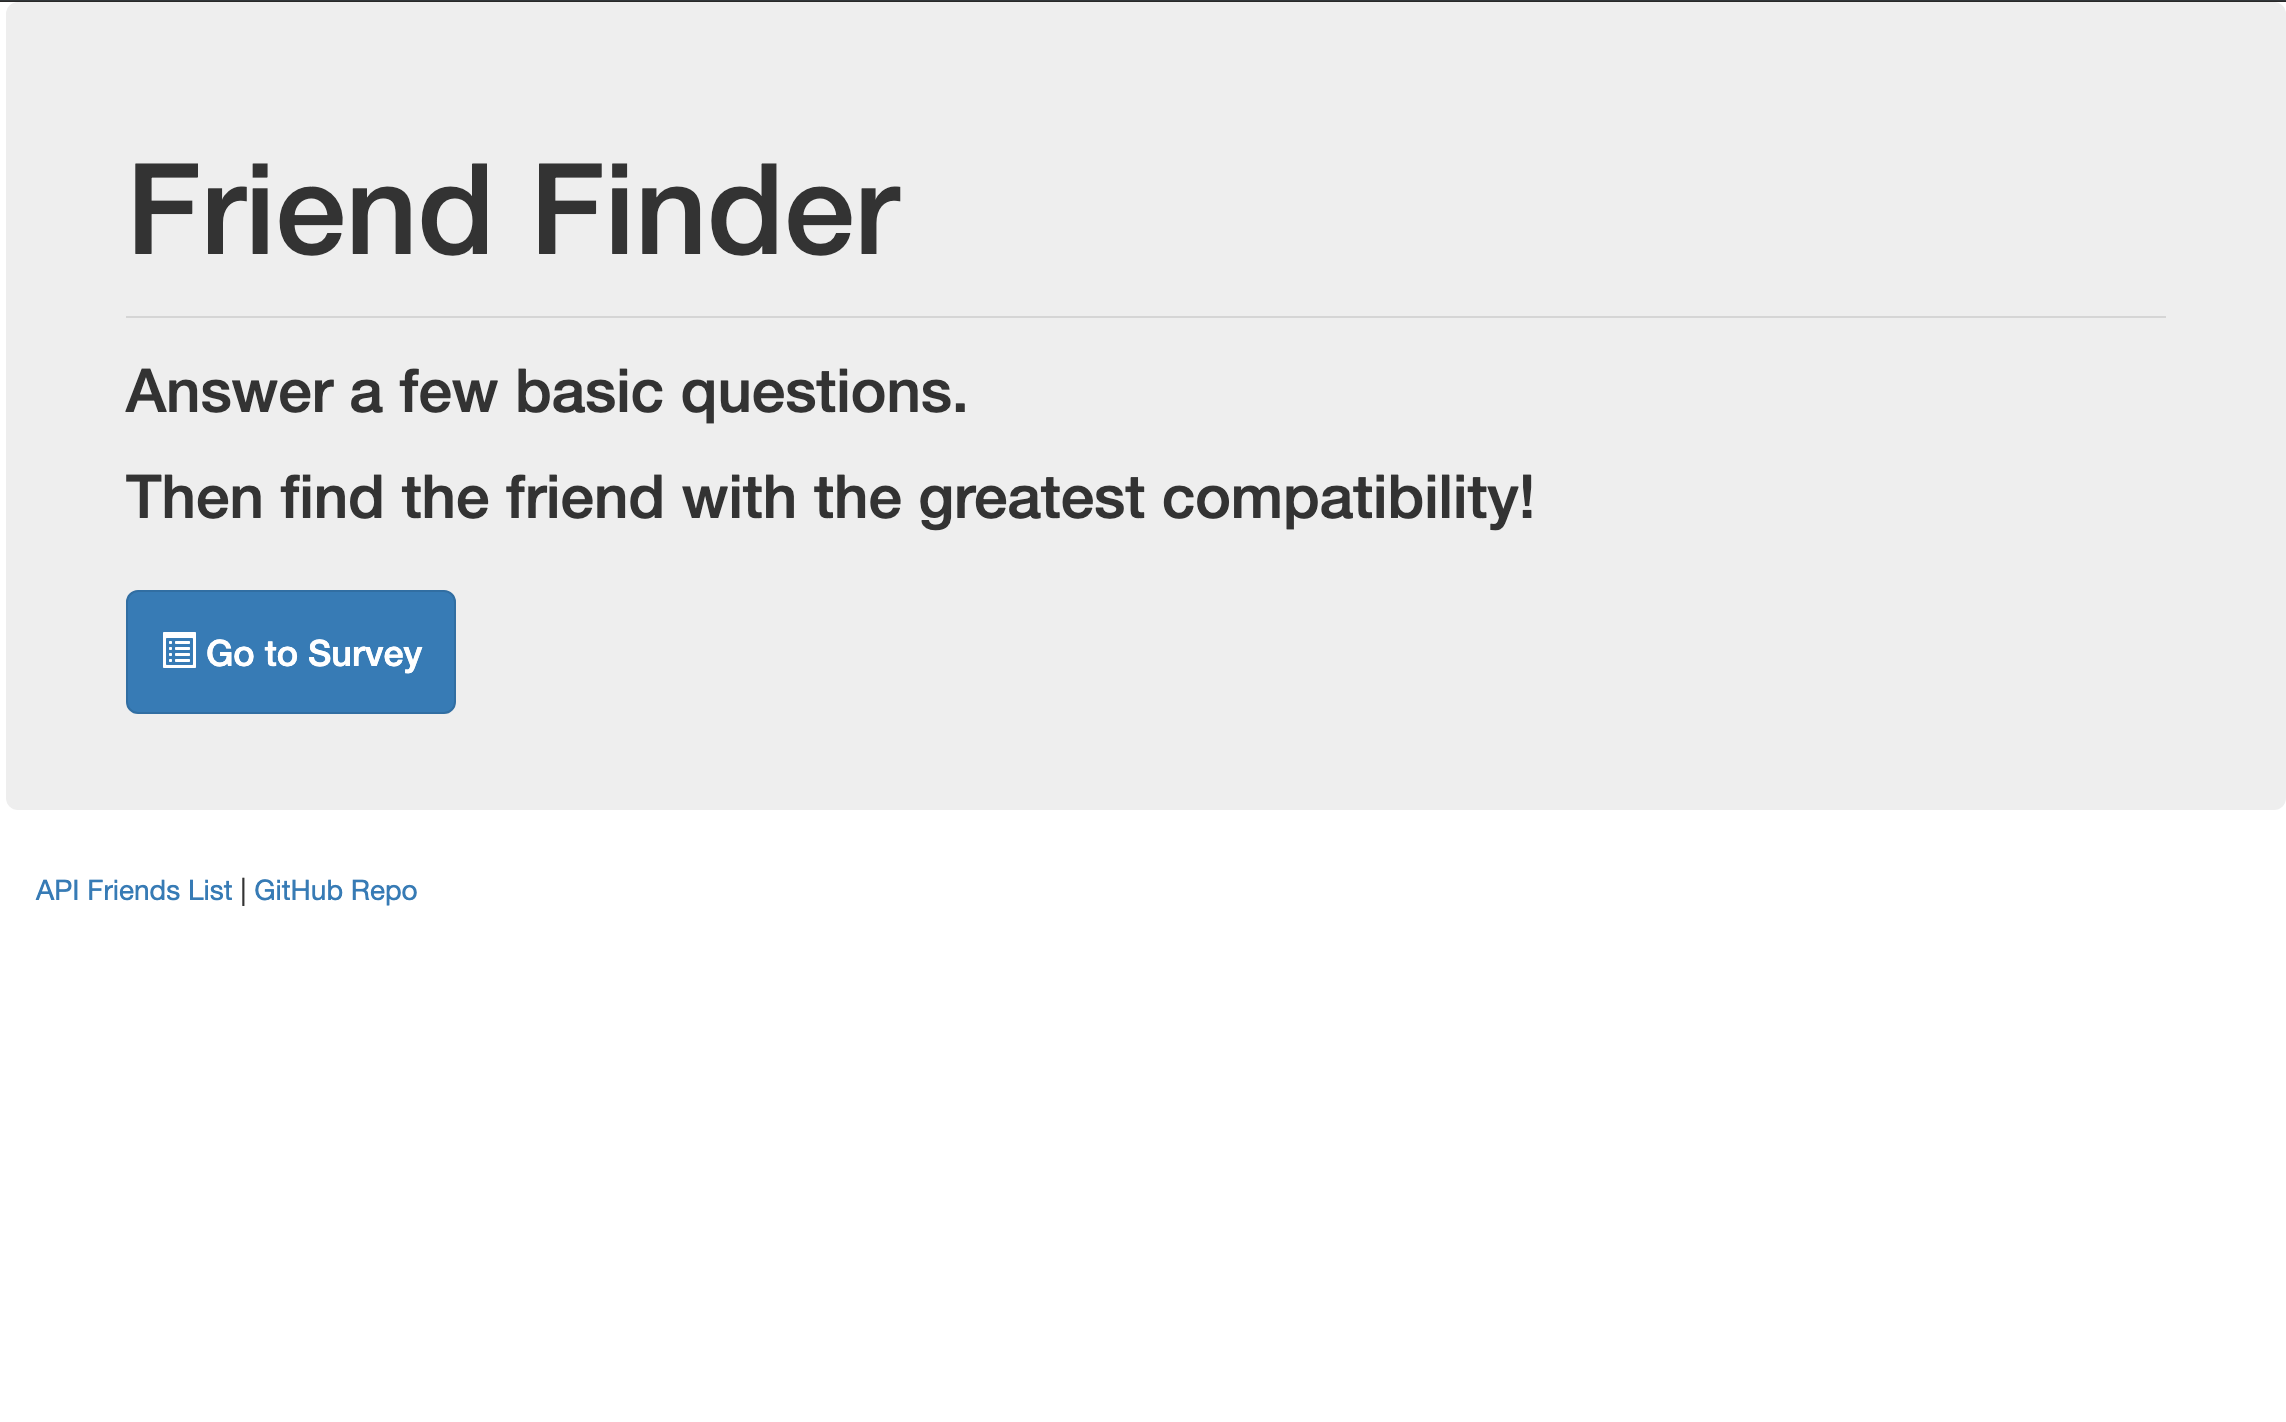 Friend Finder
Answer a few basic questions.
Then find the friend with the greatest compatibility!
Go to Survey
API Friends List | GitHub Repo